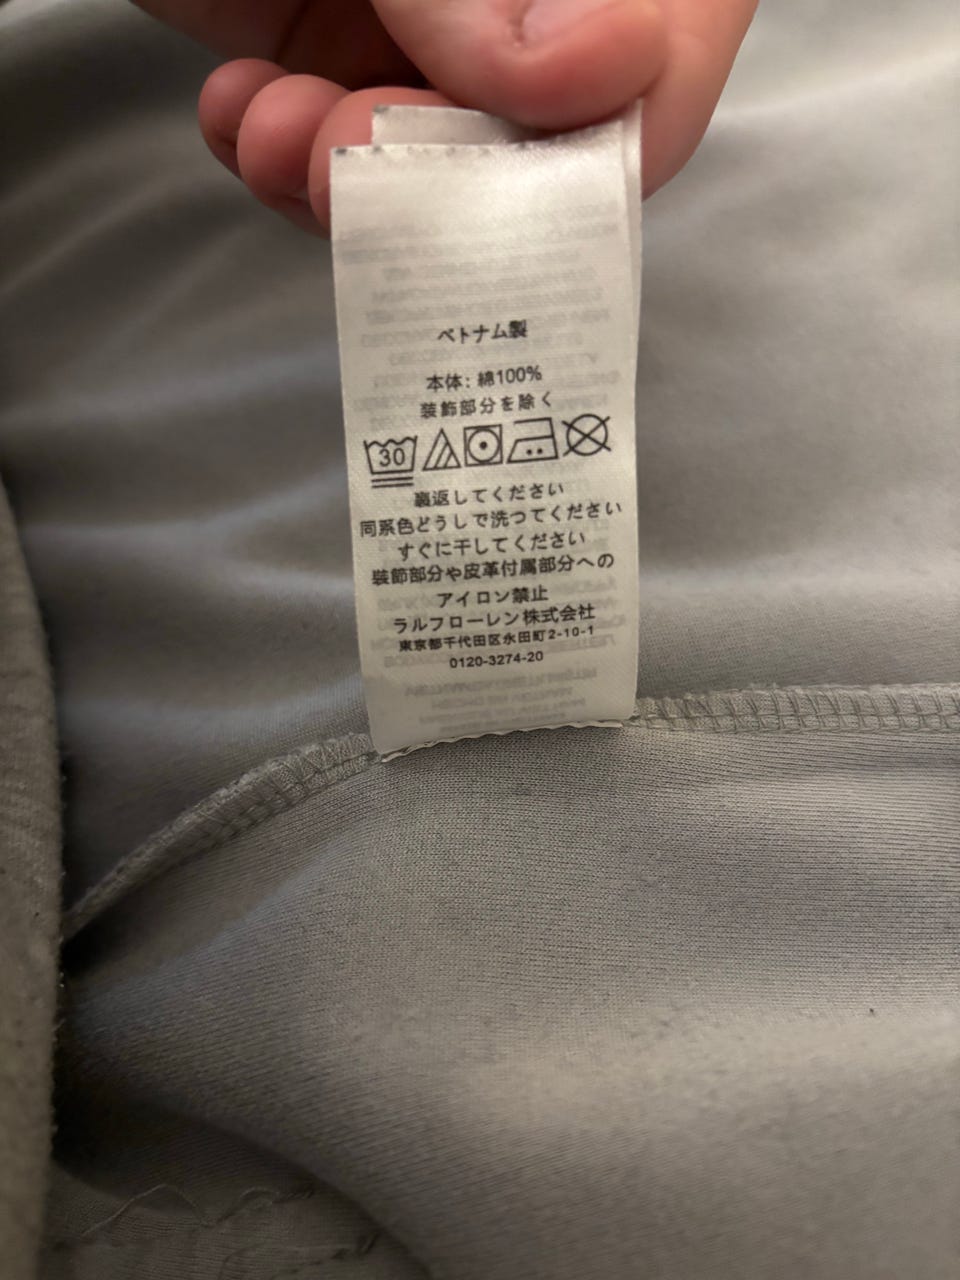 ベトナム製
本体: 綿100%
装飾部分を除く
30
裏返してください
同系色どうしで洗つてください
すぐに干してください
装飾部分や皮革付属部分への
アイロン禁止
ラルフローレン株式会社
東京都千代田区永田町2-10-1
0120-3274-20